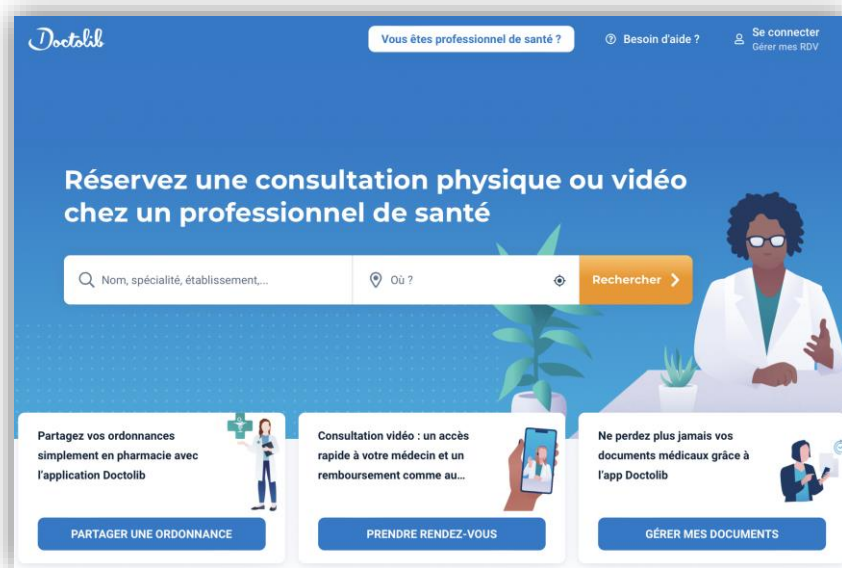 Doctolib
Vous êtes professionnel de santé ?
Besoin d'aide ?
Se connecter
Gérer mes RDV
Réservez une consultation physique ou vidéo
chez un professionnel de santé
Nom, spécialité, établissement,...
Où ?
Rechercher
Partagez vos ordonnances
simplement en pharmacie avec
l'application Doctolib
PARTAGER UNE ORDONNANCE
Consultation vidéo : un accès
rapide à votre médecin et un
remboursement comme au...
PRENDRE RENDEZ-VOUS
Ne perdez plus jamais vos
documents médicaux grâce à
l'app Doctolib
GÉRER MES DOCUMENTS